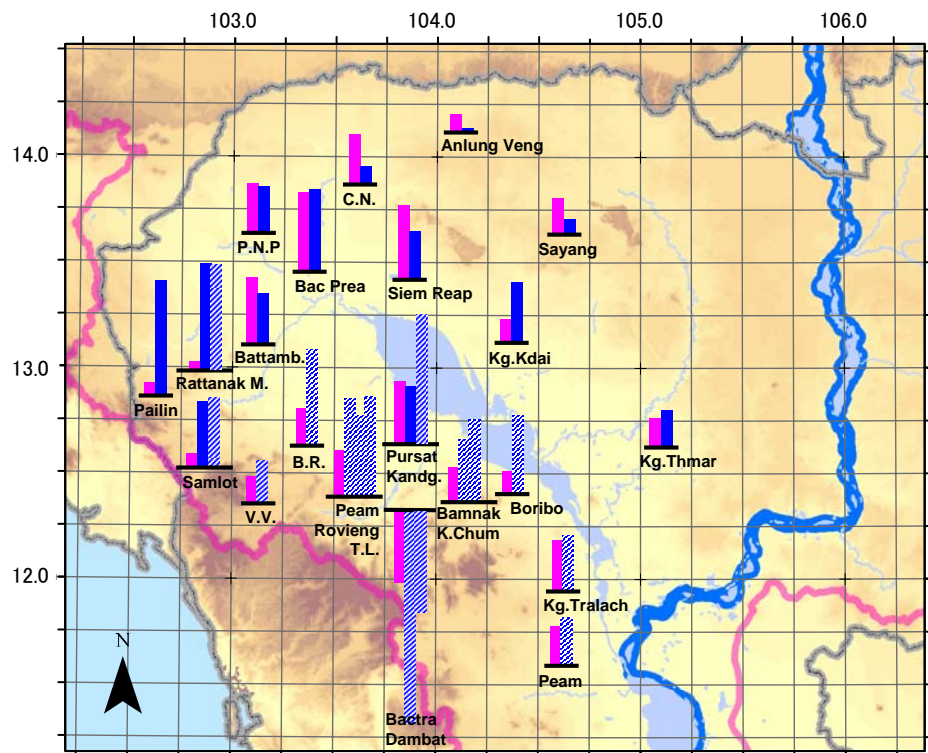 103.0 104.0 105.0 106.0
14.0
Anlung Veng
C.N.
P.N.P
Sayang
Bac Prea
Siem Reap
Battamb.
Kg.Kdai
13.0
Rattanak M.
Pailin
B.R.
Pursat
Kandg.
Kg.Thmar
Samlot
V.V.
Peam
Rovieng
T.L.
Bamnak
K.Chum
Boribo
12.0
Kg.Tralach
N
Peam
Bactra
Dambat